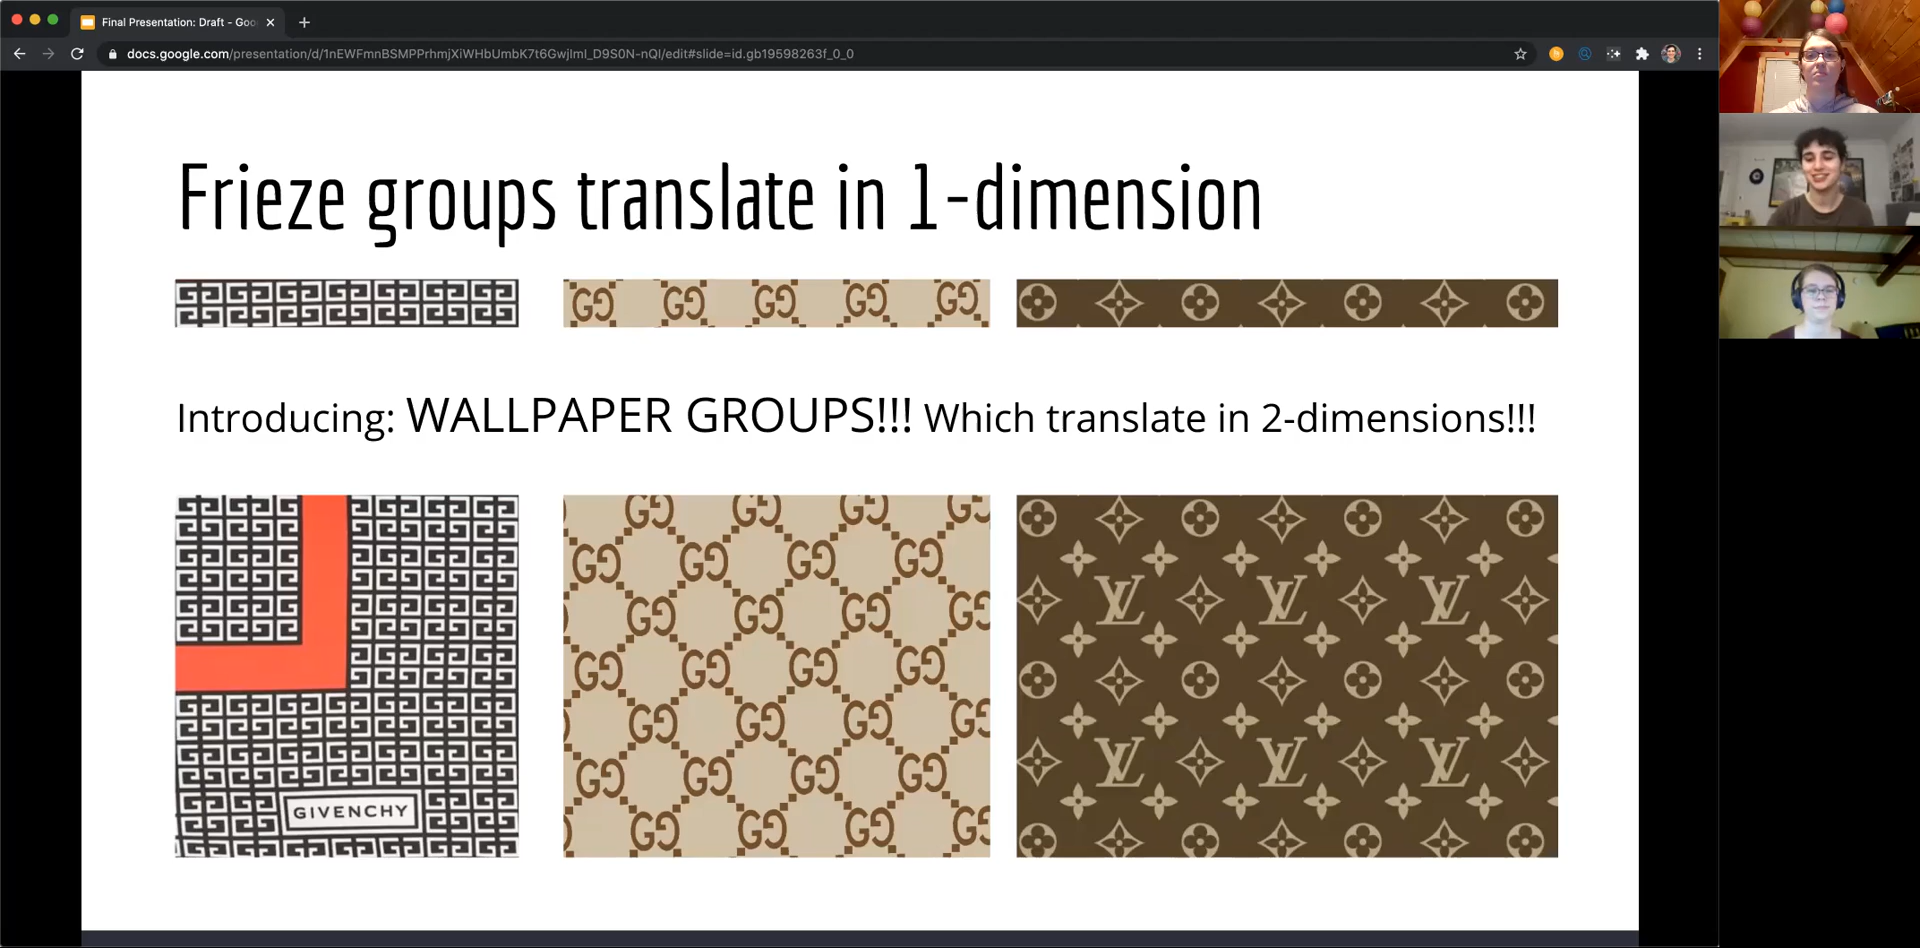 Final Presentation: Draft - Goo
docs.google.com/presentation/d/1nEWFmnBSMPPrhmjXiWHbUmbK7t6GwjImI_D9S0N-nQI/edit#slide=id.gb19598263f_0_0
Frieze groups translate in 1-dimension
Introducing: WALLPAPER GROUPS!!! Which translate in 2-dimensions!!!
GIVENCHY